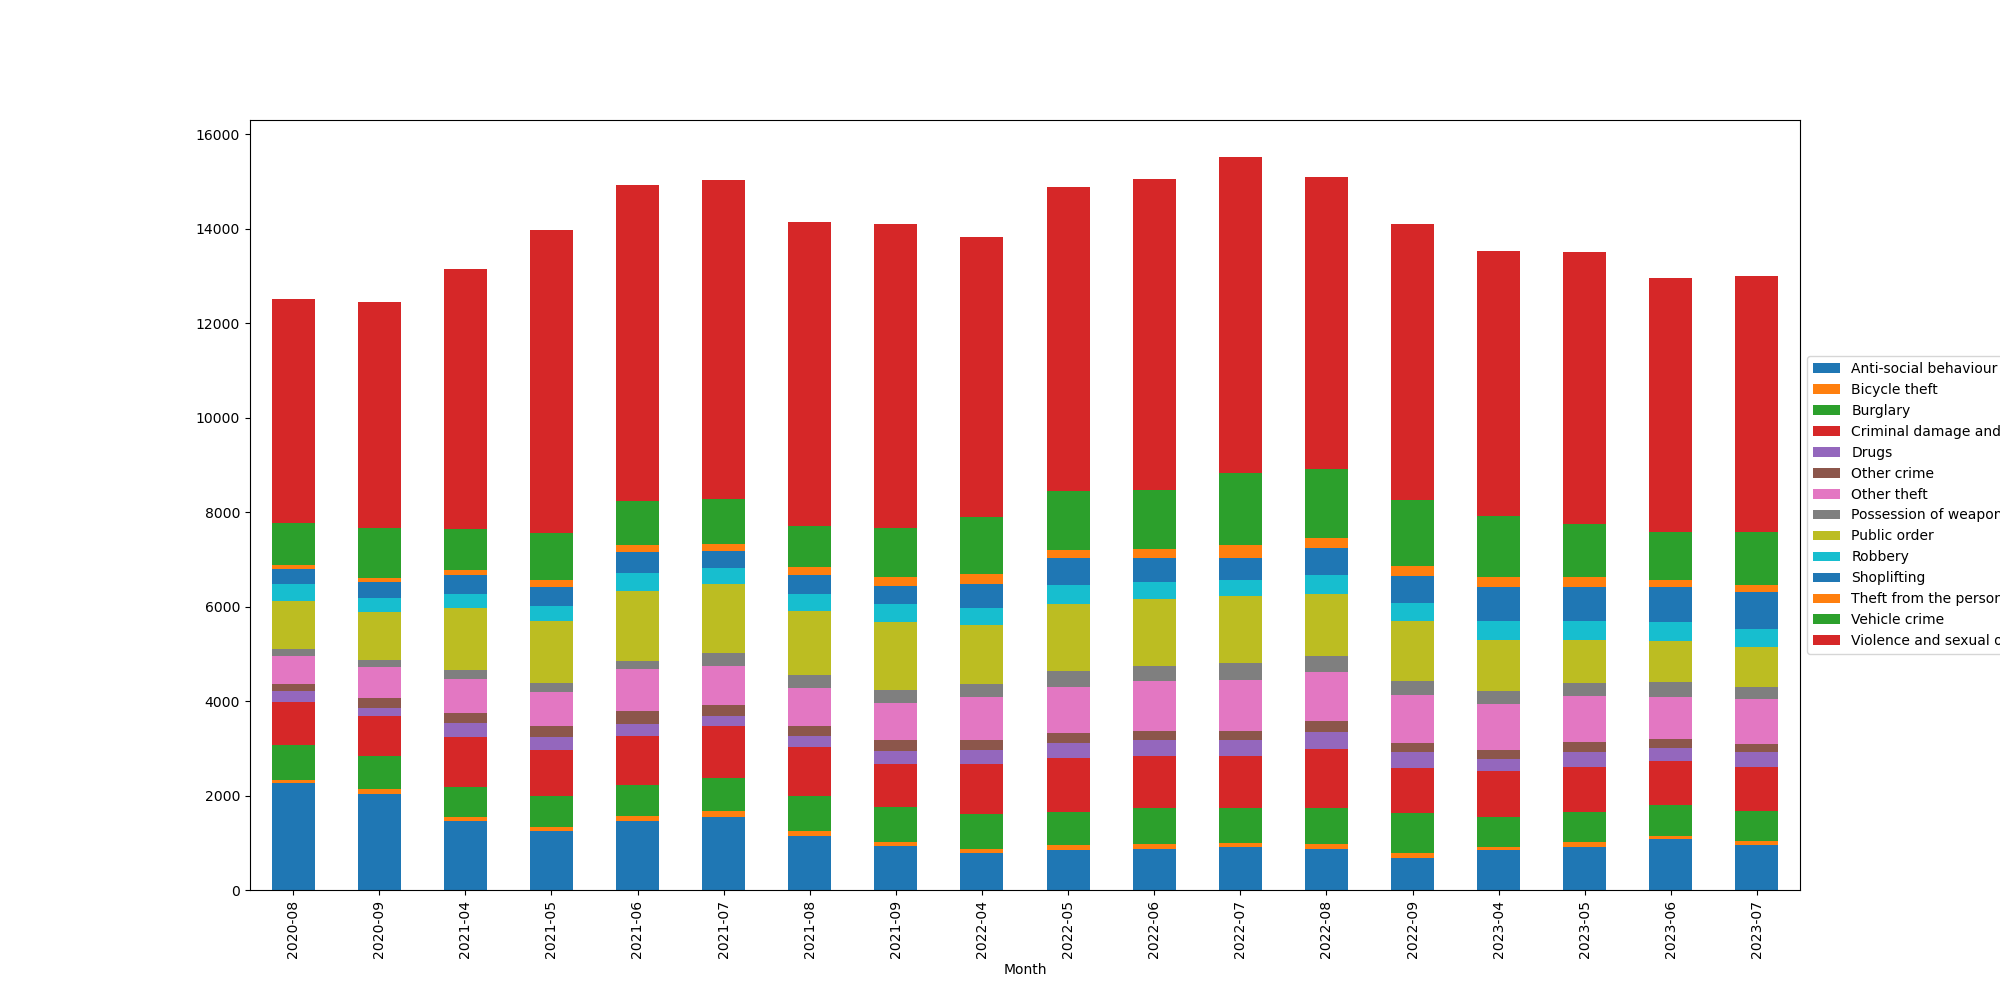 16000
14000
12000
10000
8000
6000
4000
2000
0
2020-08
2020-09
2021-04
2021-05
2021-06
2021-07
2021-08
2021-09
2022-04
2022-05
2022-06
2022-07
2022-08
2022-09
2023-04
2023-05
2023-06
2023-07
Month
Anti-social behaviour
Bicycle theft
Burglary
Criminal damage and
Drugs
Other crime
Other theft
Possession of weapon
Public order
Robbery
Shoplifting
Theft from the person
Vehicle crime
Violence and sexual o